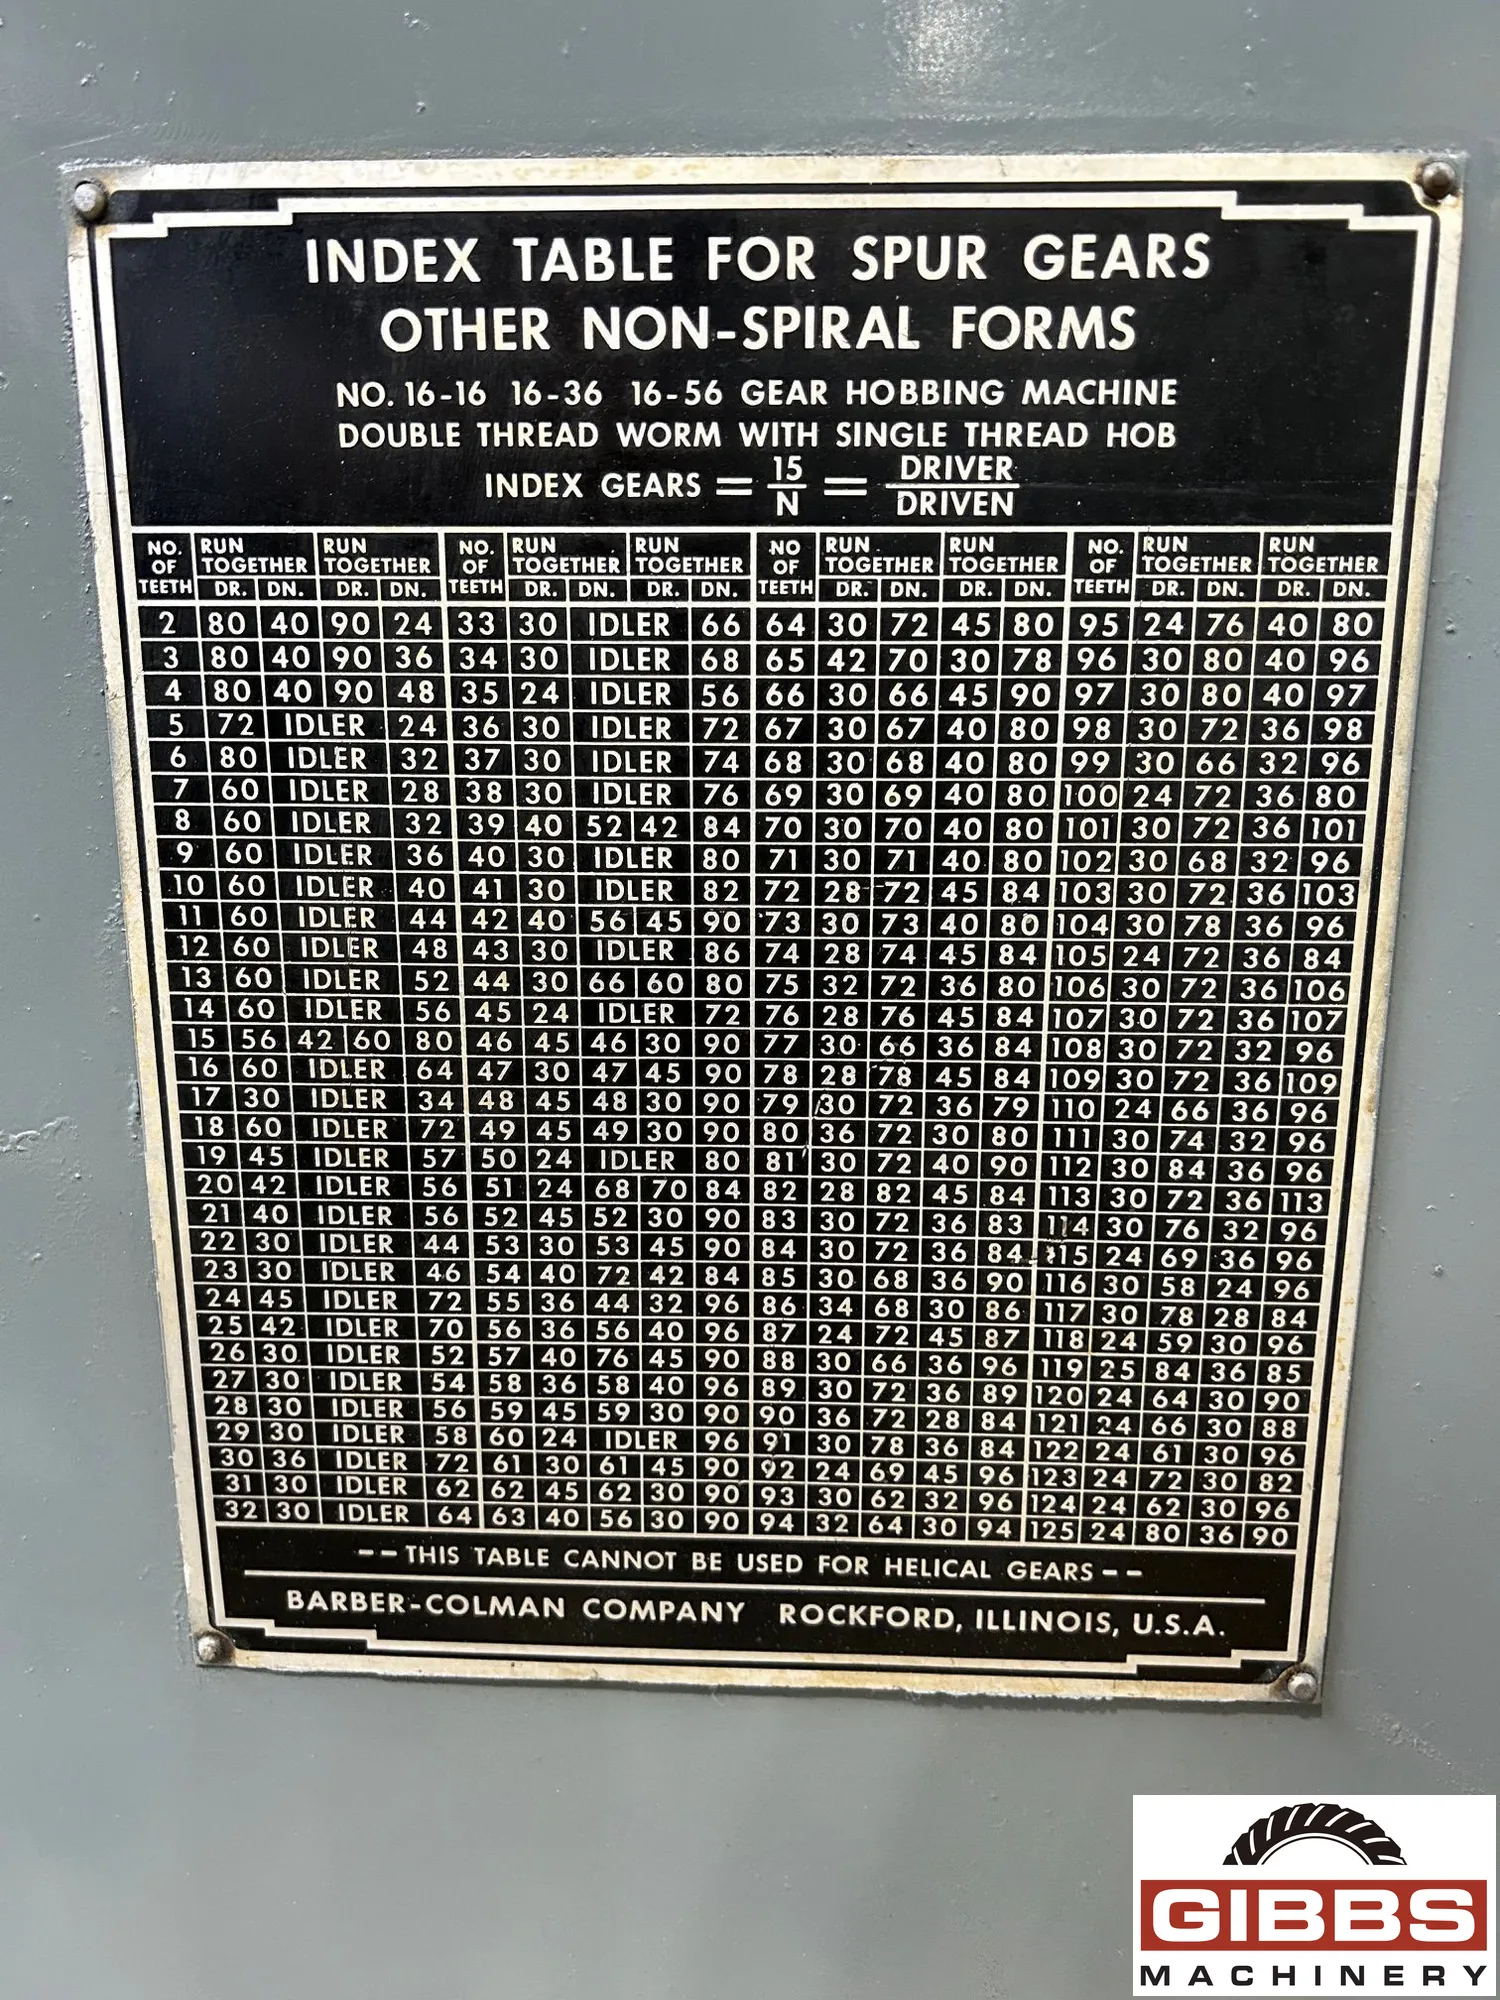 INDEX TABLE FOR SPUR GEARS
OTHER NON-SPIRAL FORMS
NO. 16-16 16-36 16-56 GEAR HOBBING MACHINE
DOUBLE THREAD WORM WITH SINGLE THREAD HOB
INDEX GEARS = 15/N = DRIVER/DRIVEN
NO. OF TEETH RUN TOGETHER RUN TOGETHER NO. OF TEETH RUN TOGETHER RUN TOGETHER NO OF TEETH RUN TOGETHER RUN TOGETHER NO. OF TEETH RUN TOGETHER RUN TOGETHER
DR. DN. DR. DN. DR. DN. DR. DN. DR. DN. DR. DN. DR. DN. DR. DN.
2 80 40 90 24 33 30 IDLER 66 64 30 72 45 80 95 24 76 40 80
3 80 40 90 36 34 30 IDLER 68 65 42 70 30 78 96 30 80 40 96
4 80 40 90 48 35 24 IDLER 56 66 30 66 45 90 97 30 80 40 97
5 72 IDLER 24 36 30 IDLER 72 67 30 67 40 80 98 30 72 36 98
6 80 IDLER 32 37 30 IDLER 74 68 30 68 40 80 99 30 66 32 96
7 60 IDLER 28 38 30 IDLER 76 69 30 69 40 80 100 24 72 36 80
8 60 IDLER 32 39 40 52 42 84 70 30 70 40 80 101 30 72 36 101
9 60 IDLER 36 40 30 IDLER 80 71 30 71 40 80 102 30 68 32 96
10 60 IDLER 40 41 30 IDLER 82 72 28 72 45 84 103 30 72 36 103
11 60 IDLER 44 42 40 56 45 90 73 30 73 40 80 104 30 78 36 96
12 60 IDLER 48 43 30 IDLER 86 74 28 74 45 84 105 24 72 36 84
13 60 IDLER 52 44 30 66 60 80 75 32 72 36 80 106 30 72 36 106
14 60 IDLER 56 45 24 IDLER 72 76 28 76 45 84 107 30 72 36 107
15 56 42 60 80 46 45 46 30 90 77 30 66 36 84 108 30 72 32 96
16 60 IDLER 64 47 30 47 45 90 78 28 78 45 84 109 30 72 36 109
17 30 IDLER 34 48 45 48 30 90 79 30 72 36 79 110 24 66 36 96
18 60 IDLER 72 49 45 49 30 90 80 36 72 30 80 111 30 74 32 96
19 45 IDLER 57 50 24 IDLER 80 81 30 72 40 90 112 30 84 36 96
20 42 IDLER 56 51 24 68 70 84 82 28 82 45 84 113 30 72 36 113
21 40 IDLER 56 52 45 52 30 90 83 30 72 36 83 114 30 76 32 96
22 30 IDLER 44 53 30 53 45 90 84 30 72 36 84 115 24 69 36 96
23 30 IDLER 46 54 40 72 42 84 85 30 68 36 90 116 30 58 24 96
24 45 IDLER 72 55 36 44 32 96 86 34 68 30 86 117 30 78 28 84
25 42 IDLER 70 56 36 56 40 96 87 24 72 45 87 118 24 59 30 96
26 30 IDLER 52 57 40 76 45 90 88 30 66 36 96 119 25 84 36 85
27 30 IDLER 54 58 36 58 40 96 89 30 72 36 89 120 24 64 30 90
28 30 IDLER 56 59 45 59 30 90 90 36 72 28 84 121 24 66 30 88
29 30 IDLER 58 60 24 IDLER 96 91 30 78 36 84 122 24 61 30 96
30 36 IDLER 72 61 30 61 45 90 92 24 69 45 96 123 24 72 30 82
31 30 IDLER 62 62 45 62 30 90 93 30 62 32 96 124 24 62 30 96
32 30 IDLER 64 63 40 56 30 90 94 32 64 30 94 125 24 80 36 90
--THIS TABLE CANNOT BE USED FOR HELICAL GEARS--
BARBER-COLMAN COMPANY ROCKFORD, ILLINOIS, U.S.A.
GIBBS
MACHINERY